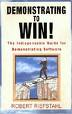 DEMONSTRATING
TO WIN!
The Indispensable Guide for
Demonstrating Software
ROBERT RIEFSTAHL